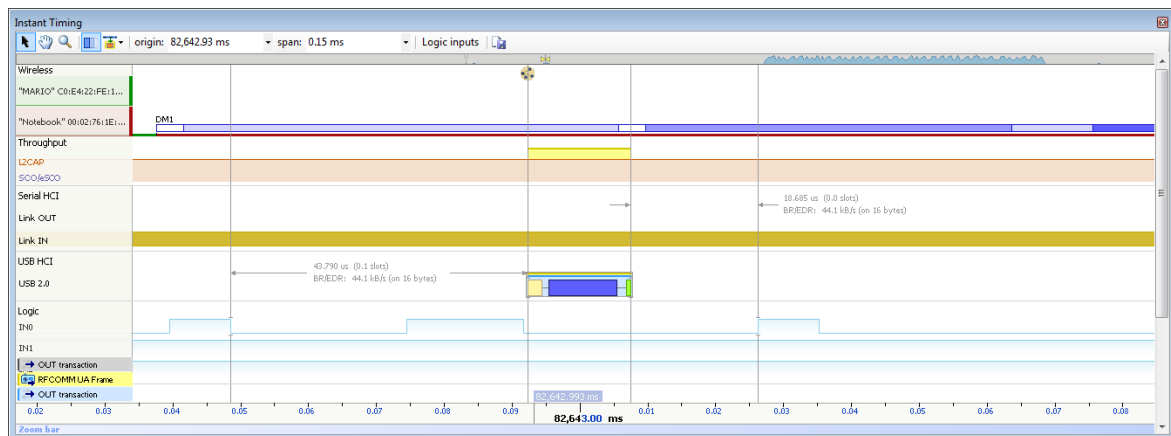 Instant Timing
origin: 82,642.93 ms span: 0.15 ms Logic inputs
Wireless
"MARIO" C0:E4:22:FE:1...
"Notebook" 00:02:76:1E:...
DM1
Throughput
L2CAP
SCO/eSCO
Serial HCI
18.685 us (0.0 slots)
Link OUT
BR/EDR: 44.1 kB/s (on 16 bytes)
Link IN
USB HCI
43.790 us (0.1 slots)
BR/EDR: 44.1 kB/s (on 16 bytes)
USB 2.0
Logic
IN0
IN1
OUT transaction
RFCOMM UA Frame
OUT transaction
82,642.993 ms
0.02 0.03 0.04 0.05 0.06 0.07 0.08 0.09 82,643.00 ms 0.01 0.02 0.03 0.04 0.05 0.06 0.07 0.08
Zoom bar